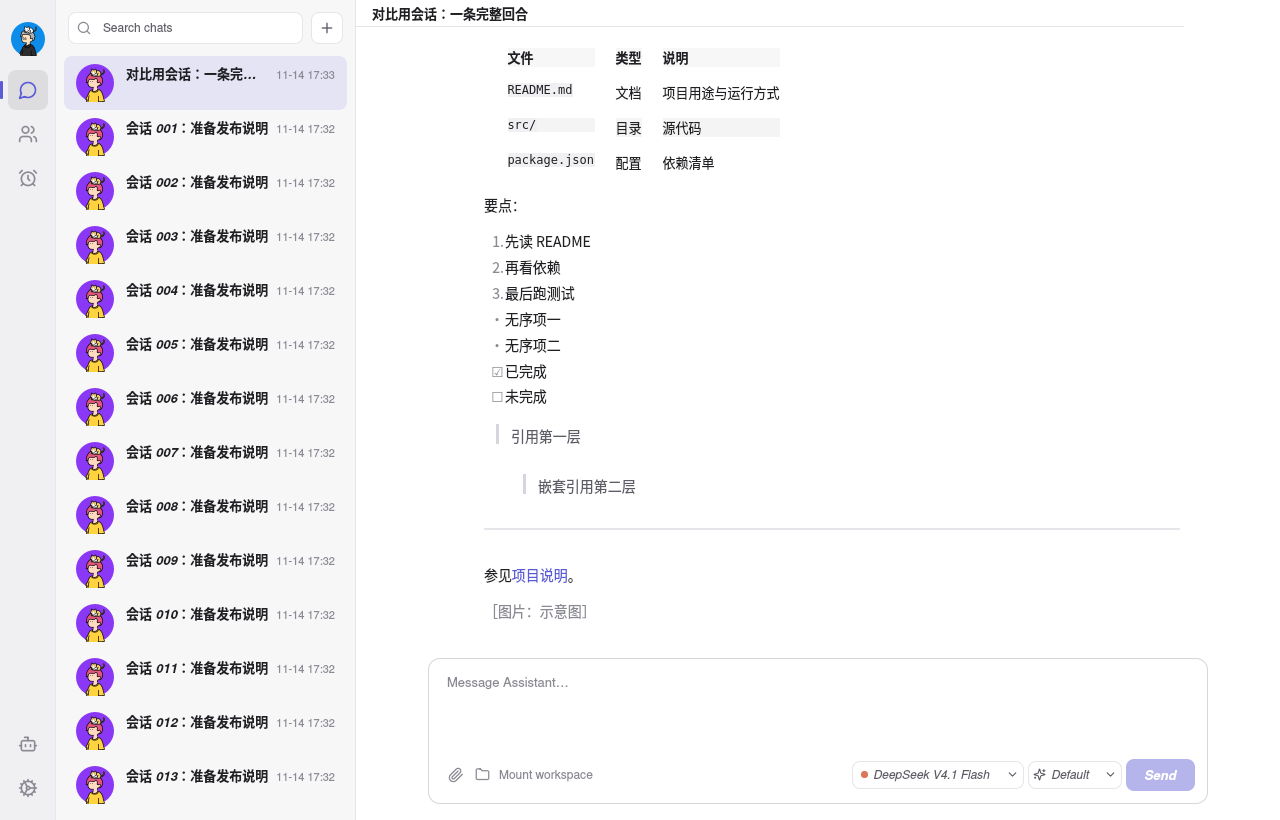 Search chats
对比用会话：一条完… 11-14 17:33
会话 001：准备发布说明 11-14 17:32
会话 002：准备发布说明 11-14 17:32
会话 003：准备发布说明 11-14 17:32
会话 004：准备发布说明 11-14 17:32
会话 005：准备发布说明 11-14 17:32
会话 006：准备发布说明 11-14 17:32
会话 007：准备发布说明 11-14 17:32
会话 008：准备发布说明 11-14 17:32
会话 009：准备发布说明 11-14 17:32
会话 010：准备发布说明 11-14 17:32
会话 011：准备发布说明 11-14 17:32
会话 012：准备发布说明 11-14 17:32
会话 013：准备发布说明 11-14 17:32
对比用会话：一条完整回合
文件 类型 说明
README.md 文档 项目用途与运行方式
src/ 目录 源代码
package.json 配置 依赖清单
要点：
1. 先读 README
2. 再看依赖
3. 最后跑测试
• 无序项一
• 无序项二
☑ 已完成
☐ 未完成
引用第一层
嵌套引用第二层
参见项目说明。
[图片：示意图]
Message Assistant…
Mount workspace
DeepSeek V4.1 Flash
Default
Send